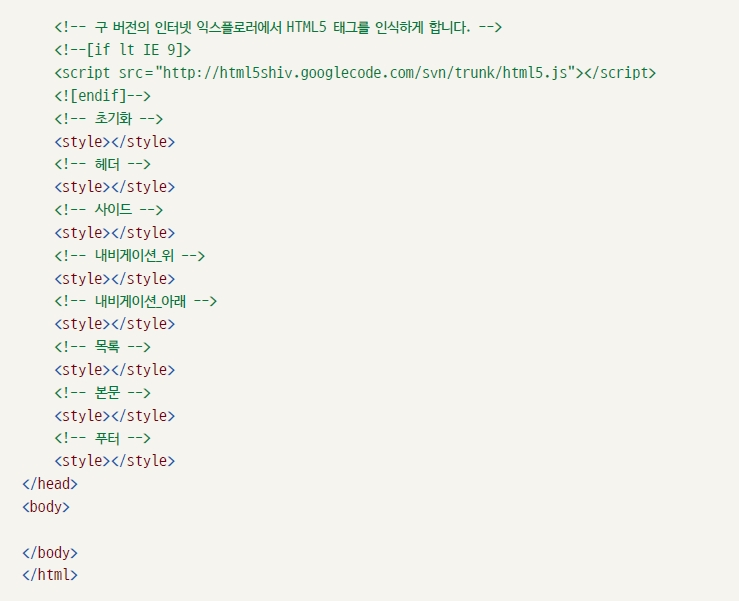 <!-- 구 버전의 인터넷 익스플로러에서 HTML5 태그를 인식하게 합니다. -->
<!--[if lt IE 9]>
<script src="http://html5shiv.googlecode.com/svn/trunk/html5.js"></script>
<![endif]-->
<!-- 초기화 -->
<style></style>
<!-- 헤더 -->
<style></style>
<!-- 사이드 -->
<style></style>
<!-- 내비게이션_위 -->
<style></style>
<!-- 내비게이션_아래 -->
<style></style>
<!-- 목록 -->
<style></style>
<!-- 본문 -->
<style></style>
<!-- 푸터 -->
<style></style>
</head>
<body>
</body>
</html>